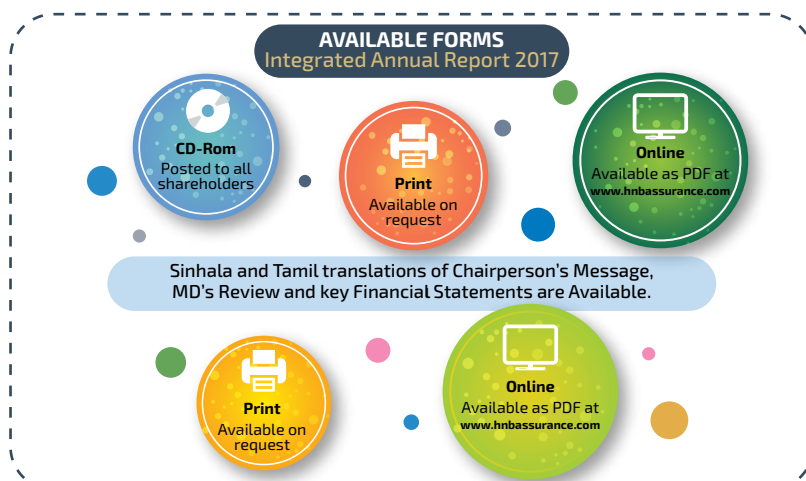 AVAILABLE FORMS
Integrated Annual Report 2017
CD-Rom
Posted to all
shareholders
Print
Available on
request
Online
Available as PDF at
www.hnbassurance.com
Sinhala and Tamil translations of Chairperson's Message,
MD's Review and key Financial Statements are Available.
Print
Available on
request
Online
Available as PDF at
www.hnbassurance.com